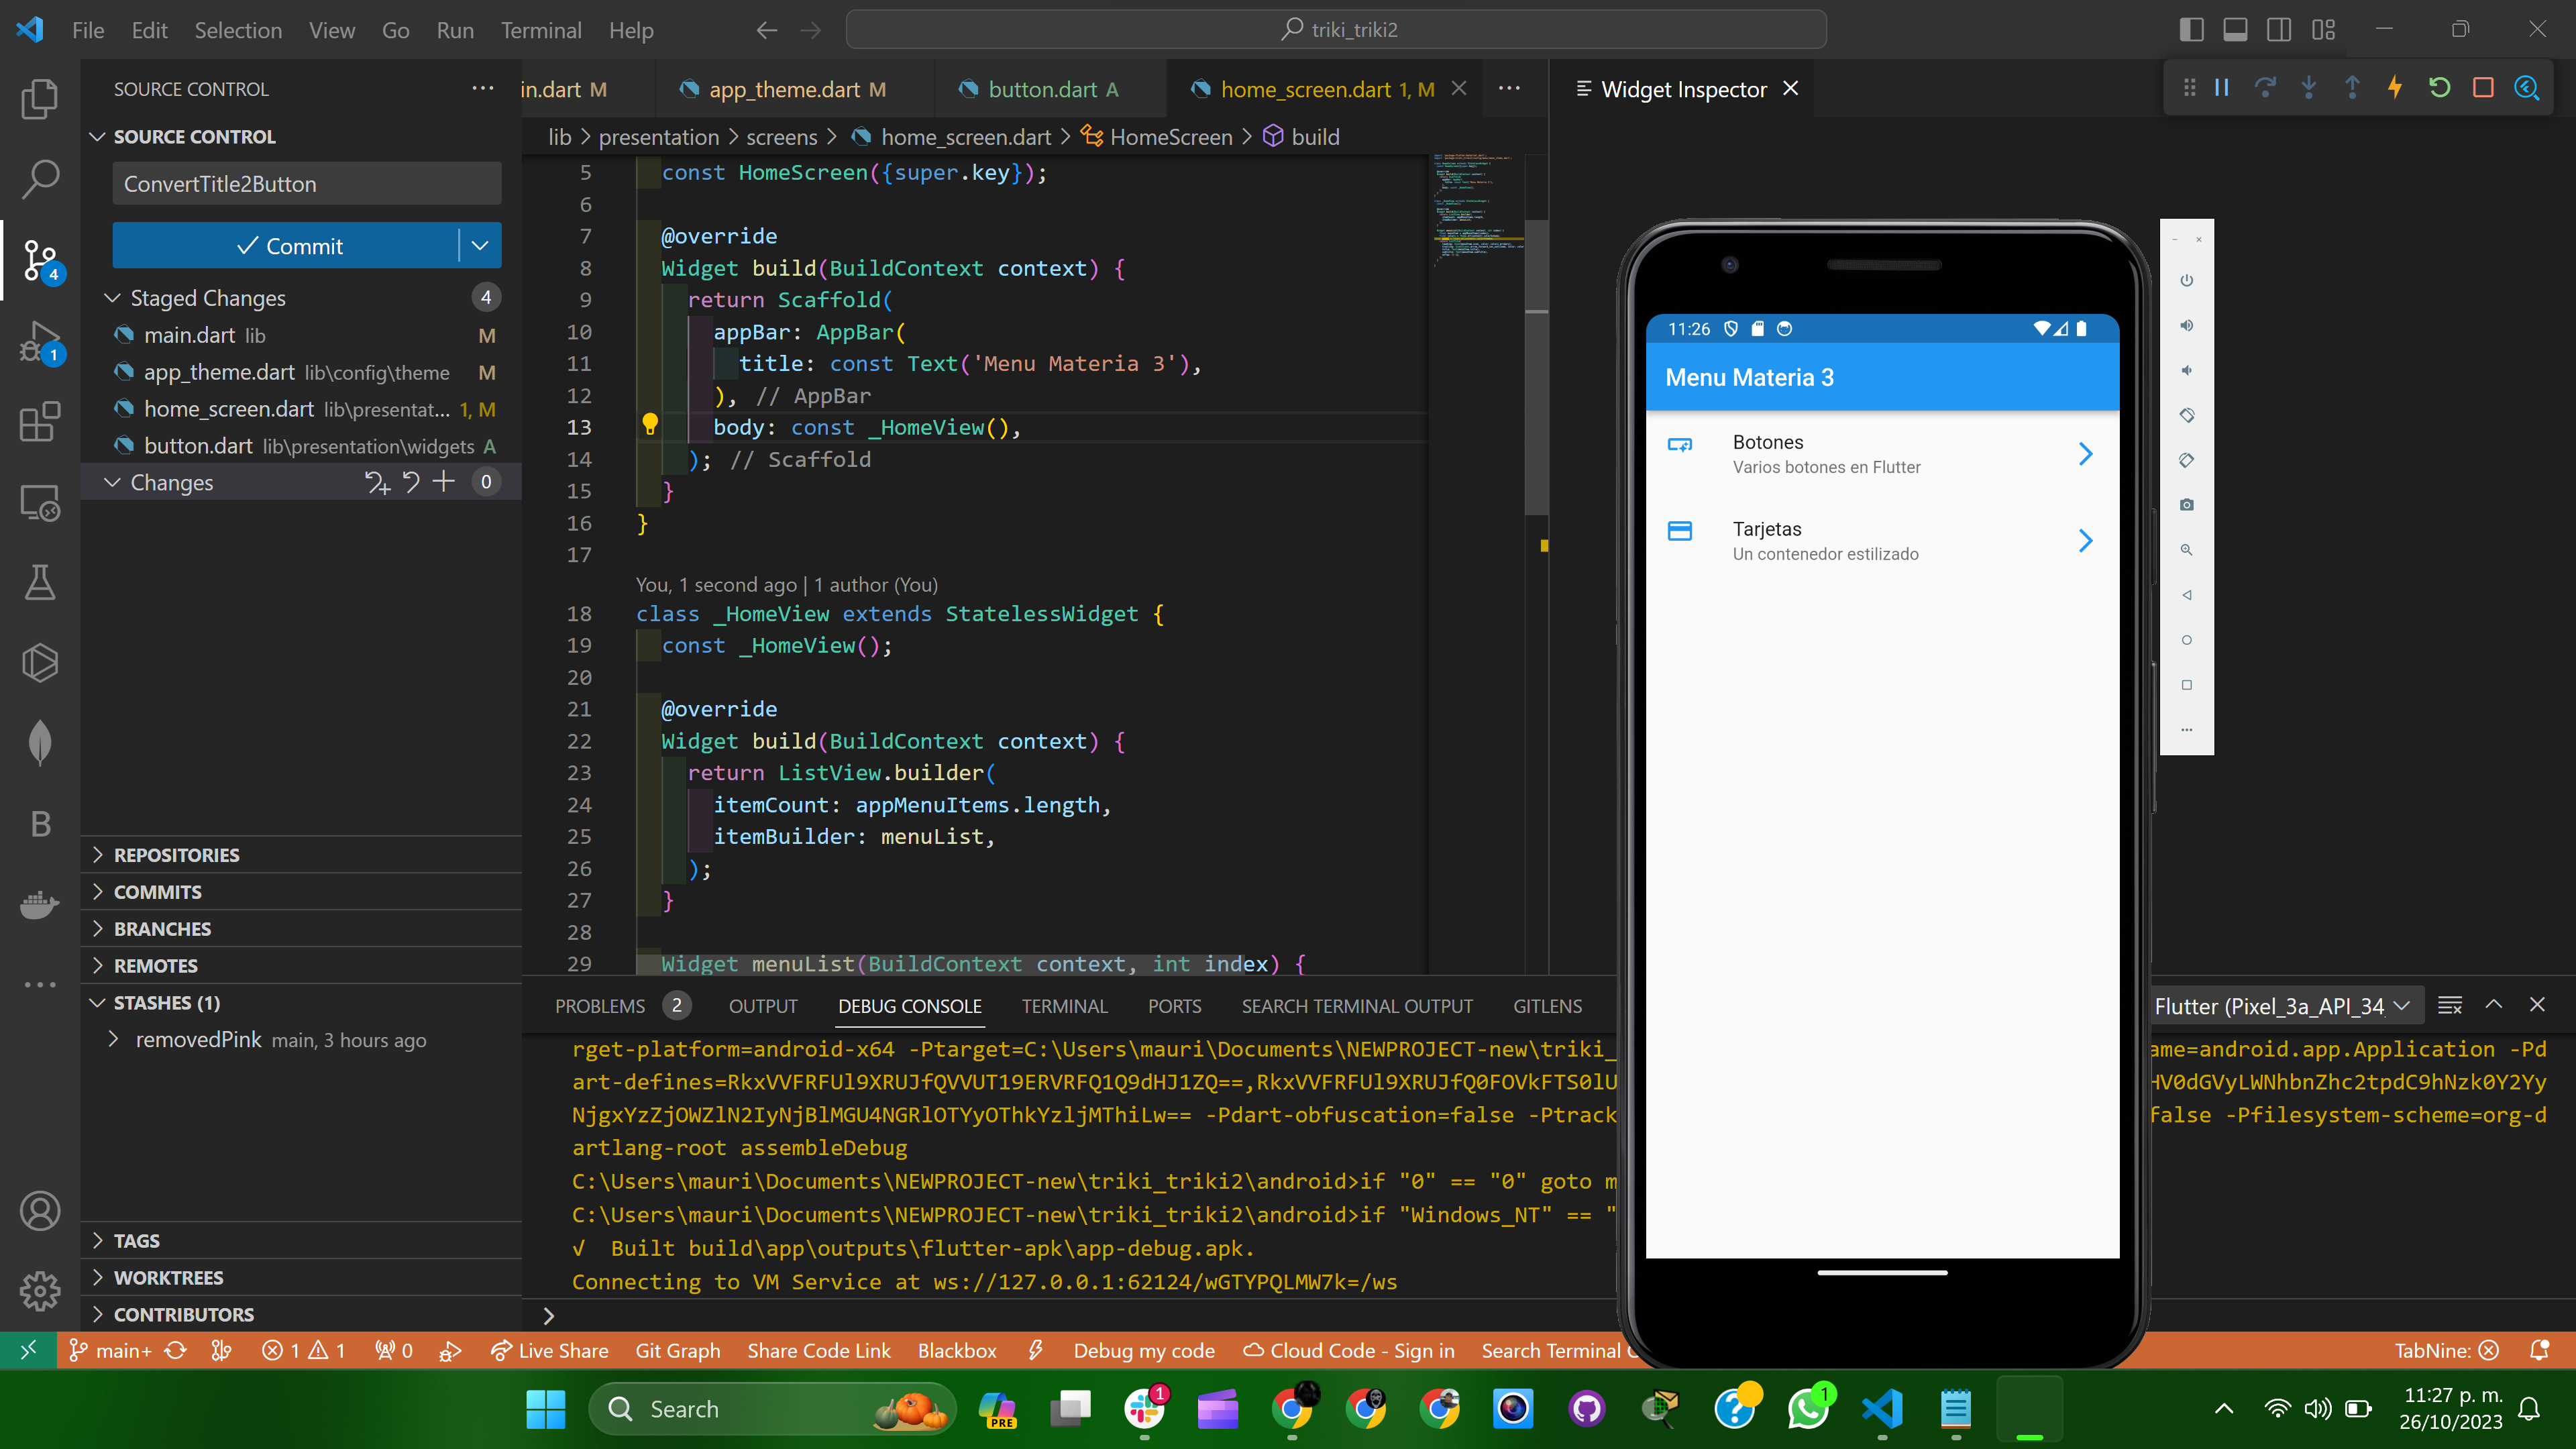 File Edit Selection View Go Run Terminal Help
triki_triki2
SOURCE CONTROL
SOURCE CONTROL
ConvertTitle2Button
Commit
Staged Changes 4
main.dart lib M
app_theme.dart lib\config\theme M
home_screen.dart lib\presentat... 1, M
button.dart lib\presentation\widgets A
Changes 0
REPOSITORIES
COMMITS
BRANCHES
REMOTES
STASHES (1)
removedPink main, 3 hours ago
TAGS
WORKTREES
CONTRIBUTORS
4
1
B
in.dart M
app_theme.dart M
button.dart A
home_screen.dart 1, M
Widget Inspector
lib > presentation > screens > home_screen.dart > HomeScreen > build
5 const HomeScreen({super.key});
6
7 @override
8 Widget build(BuildContext context) {
9 return Scaffold(
10 appBar: AppBar(
11 title: const Text('Menu Materia 3'),
12 ), // AppBar
13 body: const _HomeView(),
14 ); // Scaffold
15 }
16 }
17
You, 1 second ago | 1 author (You)
18 class _HomeView extends StatelessWidget {
19 const _HomeView();
20
21 @override
22 Widget build(BuildContext context) {
23 return ListView.builder(
24 itemCount: appMenuItems.length,
25 itemBuilder: menuList,
26 );
27 }
28
29 Widget menuList(BuildContext context, int index) {
11:26
Menu Materia 3
Botones
Varios botones en Flutter
Tarjetas
Un contenedor estilizado
PROBLEMS 2 OUTPUT DEBUG CONSOLE TERMINAL PORTS SEARCH TERMINAL OUTPUT GITLENS
Flutter (Pixel_3a_API_34
rget-platform=android-x64 -Ptarget=C:\Users\mauri\Documents\NEWPROJECT-new\triki_ ame=android.app.Application -Pd
art-defines=RkxVVFRFUl9XRUJfQVVUT19ERVRFQ1Q9dHJ1ZQ==,RkxVVFRFUl9XRUJfQ0FOVkFTS0lU HV0dGVyLWNhbnZhc2tpdC9hNzk0Y2Yy
NjgxYzZjOWZlN2IyNjBlMGU4NGRlOTYyOThkYzljMThiLw== -Pdart-obfuscation=false -Ptrack false -Pfilesystem-scheme=org-d
artlang-root assembleDebug
C:\Users\mauri\Documents\NEWPROJECT-new\triki_triki2\android>if "0" == "0" goto m
C:\Users\mauri\Documents\NEWPROJECT-new\triki_triki2\android>if "Windows_NT" == "
√ Built build\app\outputs\flutter-apk\app-debug.apk.
Connecting to VM Service at ws://127.0.0.1:62124/wGTYPQLMW7k=/ws
main+ 1 1 0 Live Share Git Graph Share Code Link Blackbox Debug my code Cloud Code - Sign in Search Terminal TabNine:
Search
PRE
1
1
11:27 p. m.
26/10/2023